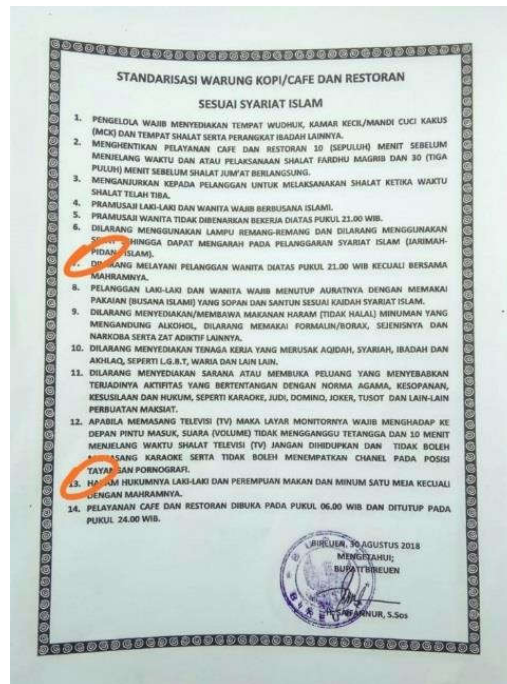 STANDARISASI WARUNG KOPI/CAFE DAN RESTORAN
SESUAI SYARIAT ISLAM
1. PENGELOLA WAJIB MENYEDIAKAN TEMPAT WUDHUK, KAMAR KECIL/MANDI CUCI KAKUS
(MCK) DAN TEMPAT SHALAT SERTA PERANGKAT IBADAH LAINNYA.
2. MENGHENTIKAN PELAYANAN CAFE DAN RESTORAN 10 (SEPULUH) MENIT SEBELUM
MENJELANG WAKTU DAN ATAU PELAKSANAAN SHALAT FARDHU MAGRIB DAN 30 (TIGA
PULUH) MENIT SEBELUM SHALAT JUM'AT BERLANGSUNG.
3. MENGANJURKAN KEPADA PELANGGAN UNTUK MELAKSANAKAN SHALAT KETIKA WAKTU
SHALAT TELAH TIBA.
4. PRAMUSAJI LAKI-LAKI DAN WANITA WAJIB BERBUSANA ISLAMI.
5. PRAMUSAJI WANITA TIDAK DIBENARKAN BEKERJA DIATAS PUKUL 21.00 WIB.
6. DILARANG MENGGUNAKAN LAMPU REMANG-REMANG DAN DILARANG MENGGUNAKAN
HINGGA DAPAT MENGARAH PADA PELANGGARAN SYARIAT ISLAM (JARIMAH-
PIDANA ISLAM).
7. DILARANG MELAYANI PELANGGAN WANITA DIATAS PUKUL 21.00 WIB KECUALI BERSAMA
MAHRAMNYA.
8. PELANGGAN LAKI-LAKI DAN WANITA WAJIB MENUTUP AURATNYA DENGAN MEMAKAI
PAKAIAN (BUSANA ISLAMI) YANG SOPAN DAN SANTUN SESUAI KAIDAH SYARIAT ISLAM.
9. DILARANG MENYEDIAKAN/MEMBAWA MAKANAN HARAM (TIDAK HALAL) MINUMAN YANG
MENGANDUNG ALKOHOL, DILARANG MEMAKAI FORMALIN/BORAX, SEJENISNYA DAN
NARKOBA SERTA ZAT ADIKTIF LAINNYA.
10. DILARANG MENYEDIAKAN TENAGA KERJA YANG MERUSAK AQIDAH, SYARIAH, IBADAH DAN
AKHLAQ, SEPERTI L.G.B.T, WARIA DAN LAIN LAIN.
11. DILARANG MENYEDIAKAN SARANA ATAU MEMBUKA PELUANG YANG MENYEBABKAN
TERJADINYA AKTIFITAS YANG BERTENTANGAN DENGAN NORMA AGAMA, KESOPANAN,
KESUSILAAN DAN HUKUM, SEPERTI KARAOKE, JUDI, DOMINO, JOKER, TUSOT DAN LAIN-LAIN
PERBUATAN MAKSIAT.
12. APABILA MEMASANG TELEVISI (TV) MAKA LAYAR MONITORNYA WAJIB MENGHADAP KE
DEPAN PINTU MASUK, SUARA (VOLUME) TIDAK MENGGANGGU TETANGGA DAN 10 MENIT
MENJELANG WAKTU SHALAT TELEVISI (TV) JANGAN DIHIDUPKAN DAN TIDAK BOLEH
MEMASANG KARAOKE SERTA TIDAK BOLEH MENEMPATKAN CHANEL PADA POSISI
TAYANGAN PORNOGRAFI.
13. HARAM HUKUMNYA LAKI-LAKI DAN PEREMPUAN MAKAN DAN MINUM SATU MEJA KECUALI
DENGAN MAHRAMNYA.
14. PELAYANAN CAFE DAN RESTORAN DIBUKA PADA PUKUL 06.00 WIB DAN DITUTUP PADA
PUKUL 24.00 WIB.
BIREUEN, 30 AGUSTUS 2018
MENGETAHUI;
BUPATI BIREUEN
H. SAIFANNUR, S.Sos